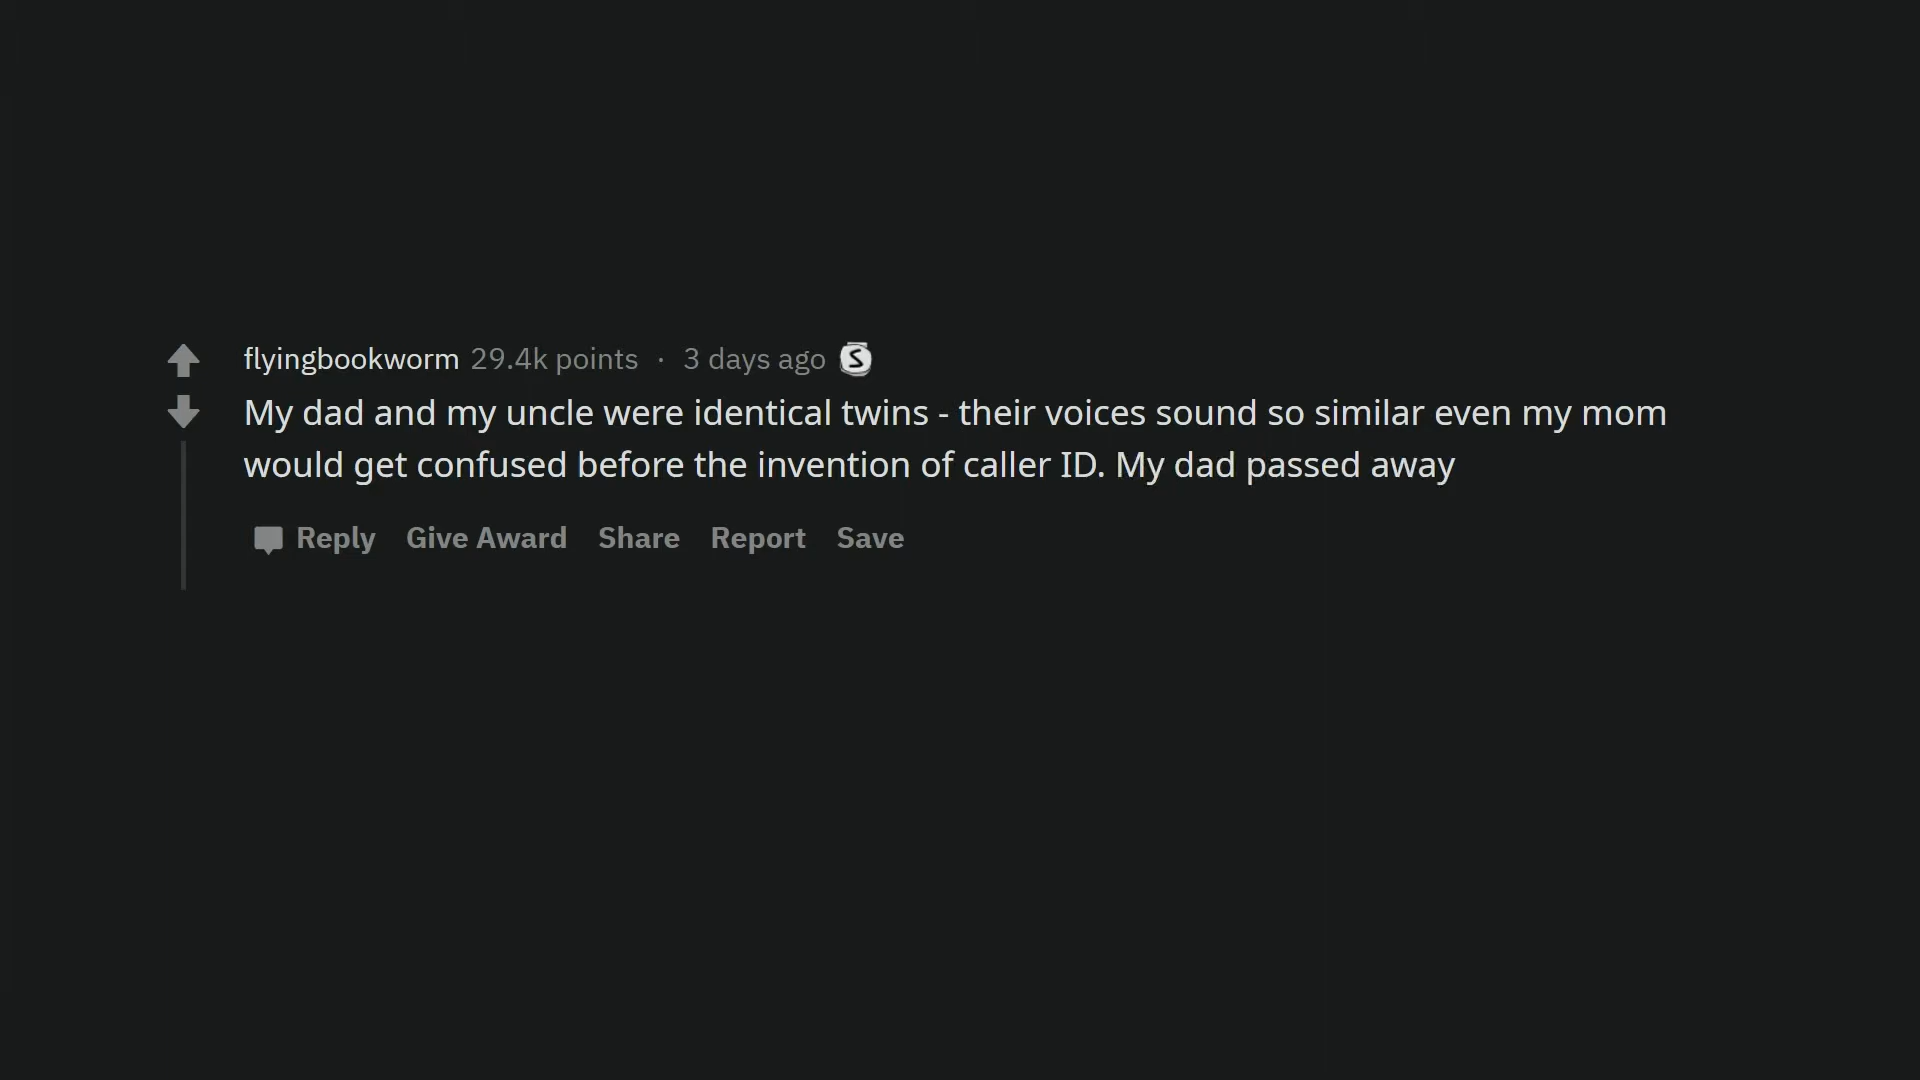 flyingbookworm 29.4k points · 3 days ago S
My dad and my uncle were identical twins - their voices sound so similar even my mom
would get confused before the invention of caller ID. My dad passed away
Reply Give Award Share Report Save